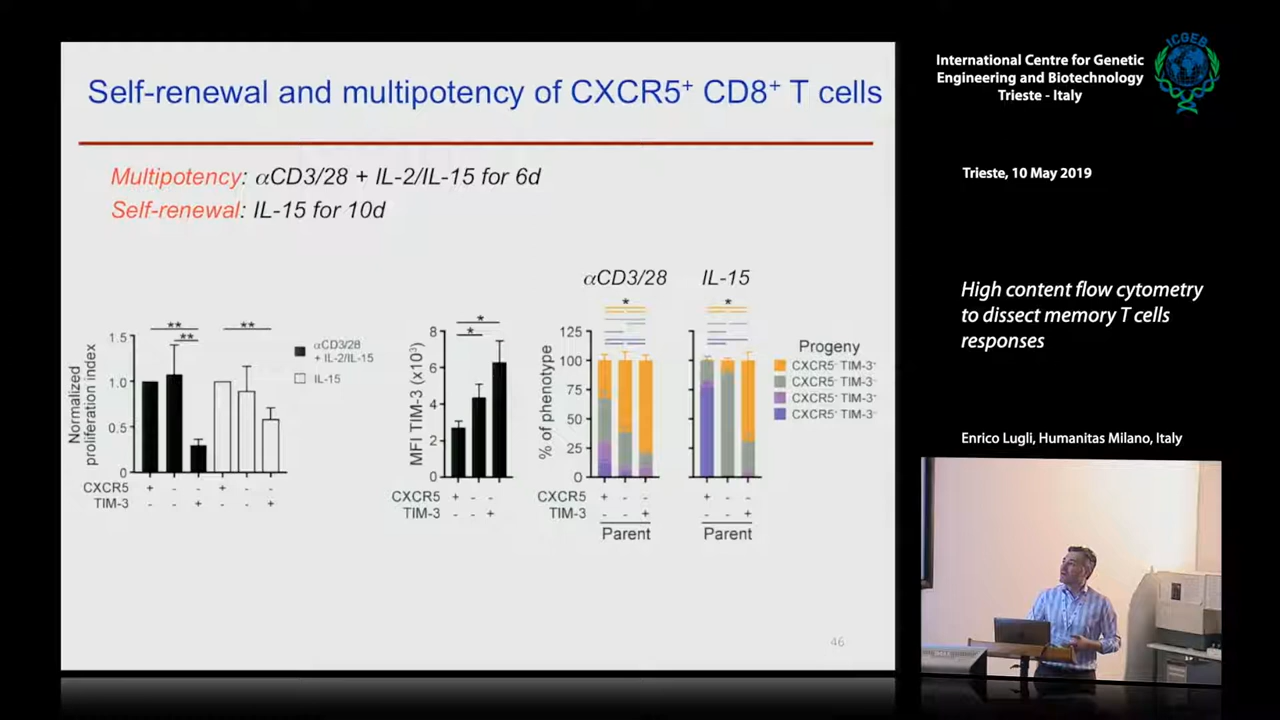 Self-renewal and multipotency of CXCR5+ CD8+ T cells
Multipotency: αCD3/28 + IL-2/IL-15 for 6d
Self-renewal: IL-15 for 10d
Normalized
proliferation index
1.5
1.0
0.5
0
**
**
**
αCD3/28
+ IL-2/IL-15
IL-15
CXCR5 + - - + - -
TIM-3 - - + - - +
MFI TIM-3 (x10³)
8
6
4
2
0
*
*
CXCR5 + - -
TIM-3 - - +
αCD3/28
IL-15
% of phenotype
125
100
75
50
25
0
*
*
CXCR5 + - - + - -
TIM-3 - - + - - +
Parent
Parent
Progeny
CXCR5- TIM-3-
CXCR5- TIM-3-
CXCR5- TIM-3-
CXCR5- TIM-3-
46
International Centre for Genetic
Engineering and Biotechnology
Trieste - Italy
ICGEB
Trieste, 10 May 2019
High content flow cytometry
to dissect memory T cells
responses
Enrico Lugli, Humanitas Milano, Italy